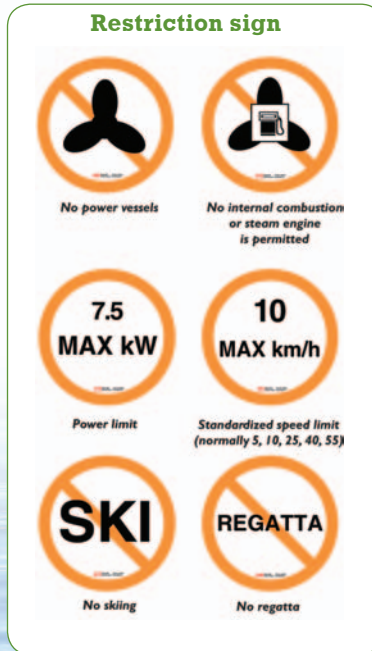 Restriction sign
No power vessels
No internal combustion
or steam engine
is permitted
7.5
MAX kW
Power limit
10
MAX km/h
Standardized speed limit
(normally 5, 10, 25, 40, 55)
SKI
No skiing
REGATTA
No regatta